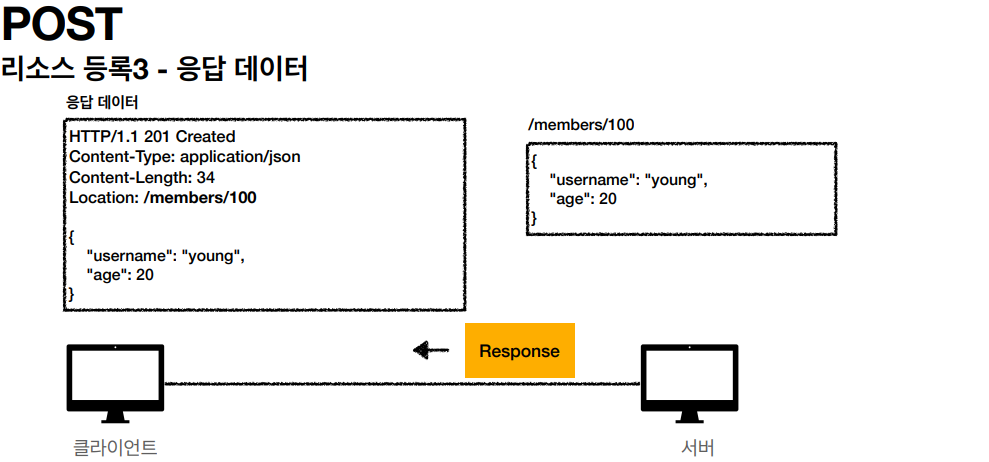 POST
리소스 등록3 - 응답 데이터
응답 데이터
HTTP/1.1 201 Created
Content-Type: application/json
Content-Length: 34
Location: /members/100
{
"username": "young",
"age": 20
}
/members/100
{
"username": "young",
"age": 20
}
Response
클라이언트
서버